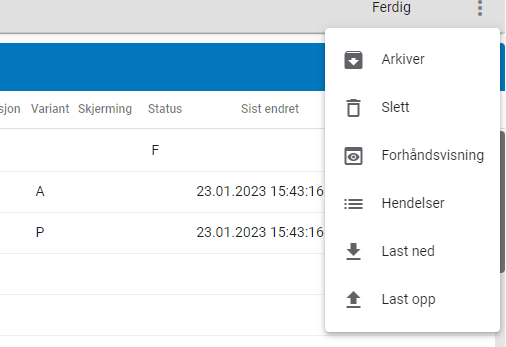 Ferdig
sjon Variant Skjerming Status Sist endret
F
A 23.01.2023 15:43:16
P 23.01.2023 15:43:16
Arkiver
Slett
Forhåndsvisning
Hendelser
Last ned
Last opp